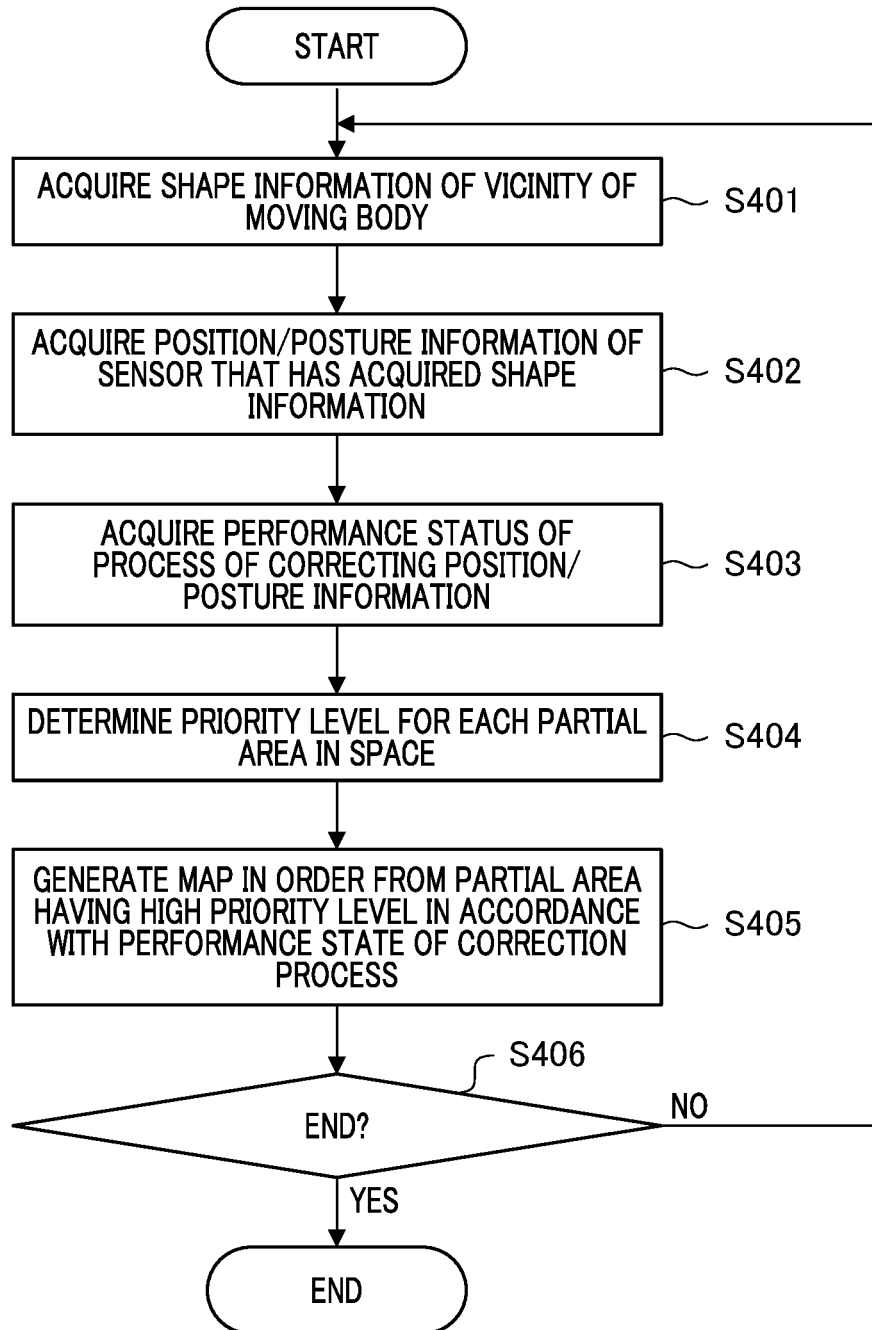 START
ACQUIRE SHAPE INFORMATION OF VICINITY OF
MOVING BODY
S401
ACQUIRE POSITION/POSTURE INFORMATION OF
SENSOR THAT HAS ACQUIRED SHAPE
INFORMATION
S402
ACQUIRE PERFORMANCE STATUS OF
PROCESS OF CORRECTING POSITION/
POSTURE INFORMATION
S403
DETERMINE PRIORITY LEVEL FOR EACH PARTIAL
AREA IN SPACE
S404
GENERATE MAP IN ORDER FROM PARTIAL AREA
HAVING HIGH PRIORITY LEVEL IN ACCORDANCE
WITH PERFORMANCE STATE OF CORRECTION
PROCESS
S405
S406
END?
NO
YES
END